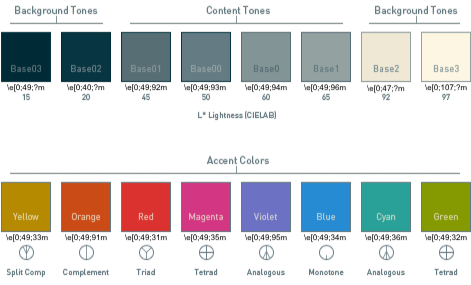 Background Tones Content Tones Background Tones
Base03 Base02 Base01 Base00 Base0 Base1 Base2 Base3
\e[0;49;?m \e[0;40;?m \e[0;49;92m \e[0;49;93m \e[0;49;94m \e[0;49;96m \e[0;47;?m \e[0;107;?m
15 20 45 50 60 65 92 97
L* Lightness (CIELAB)
Accent Colors
Yellow Orange Red Magenta Violet Blue Cyan Green
\e[0;49;33m \e[0;49;91m \e[0;49;31m \e[0;49;35m \e[0;49;95m \e[0;49;34m \e[0;49;36m \e[0;49;32m
Split Comp Complement Triad Tetrad Analogous Monotone Analogous Tetrad